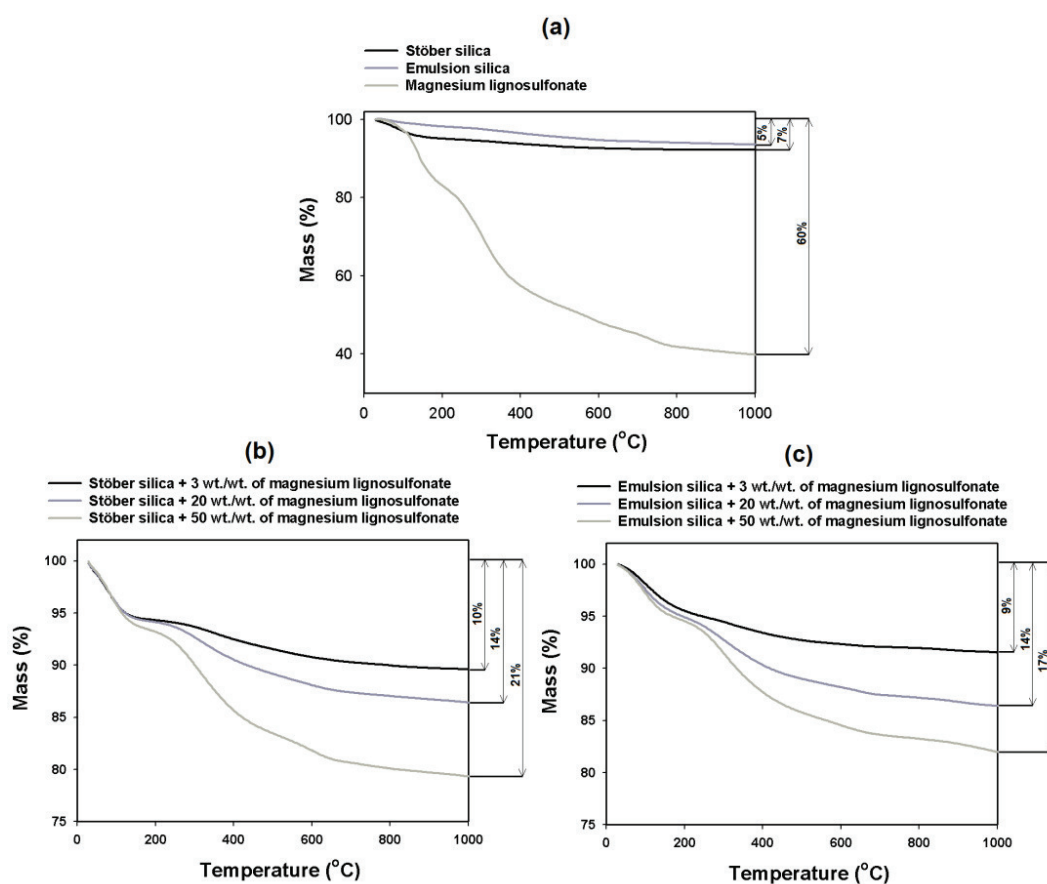 (a)
Stöber silica
Emulsion silica
Magnesium lignosulfonate
100
80
60
40
Mass (%)
5%
7%
60%
0
200
400
600
800
1000
Temperature (°C)
(b)
Stöber silica + 3 wt./wt. of magnesium lignosulfonate
Stöber silica + 20 wt./wt. of magnesium lignosulfonate
Stöber silica + 50 wt./wt. of magnesium lignosulfonate
100
95
90
85
80
75
Mass (%)
10%
14%
21%
0
200
400
600
800
1000
Temperature (°C)
(c)
Emulsion silica + 3 wt./wt. of magnesium lignosulfonate
Emulsion silica + 20 wt./wt. of magnesium lignosulfonate
Emulsion silica + 50 wt./wt. of magnesium lignosulfonate
100
95
90
85
80
75
Mass (%)
9%
14%
17%
0
200
400
600
800
1000
Temperature (°C)